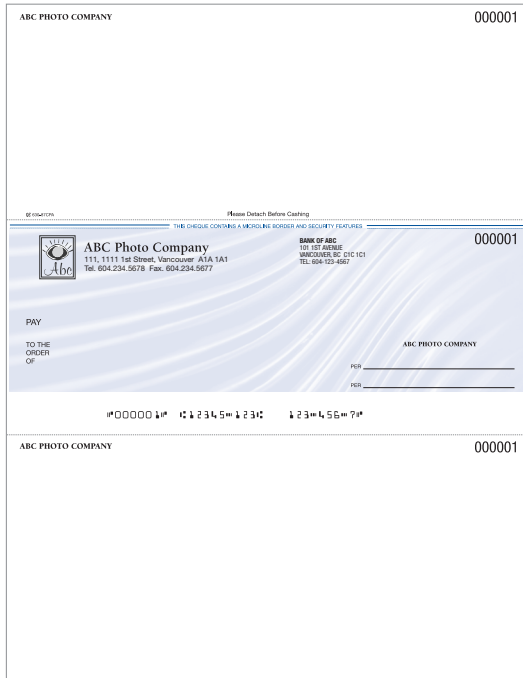 ABC PHOTO COMPANY 000001
Please Detach Before Cashing
THIS CHEQUE CONTAINS A MICROLINE BORDER AND SECURITY FEATURES
Abc
ABC Photo Company
111, 1111 1st Street, Vancouver A1A 1A1
Tel. 604.234.5678 Fax. 604.234.5677
BANK OF ABC
101 1ST AVENUE
VANCOUVER, BC C1C 1C1
TEL: 604-123-4567
000001
PAY
TO THE
ORDER
OF
ABC PHOTO COMPANY
PER
PER
⑈000001⑈ ⑆12345⑉123⑆ 123⑉456⑉7⑈
ABC PHOTO COMPANY 000001